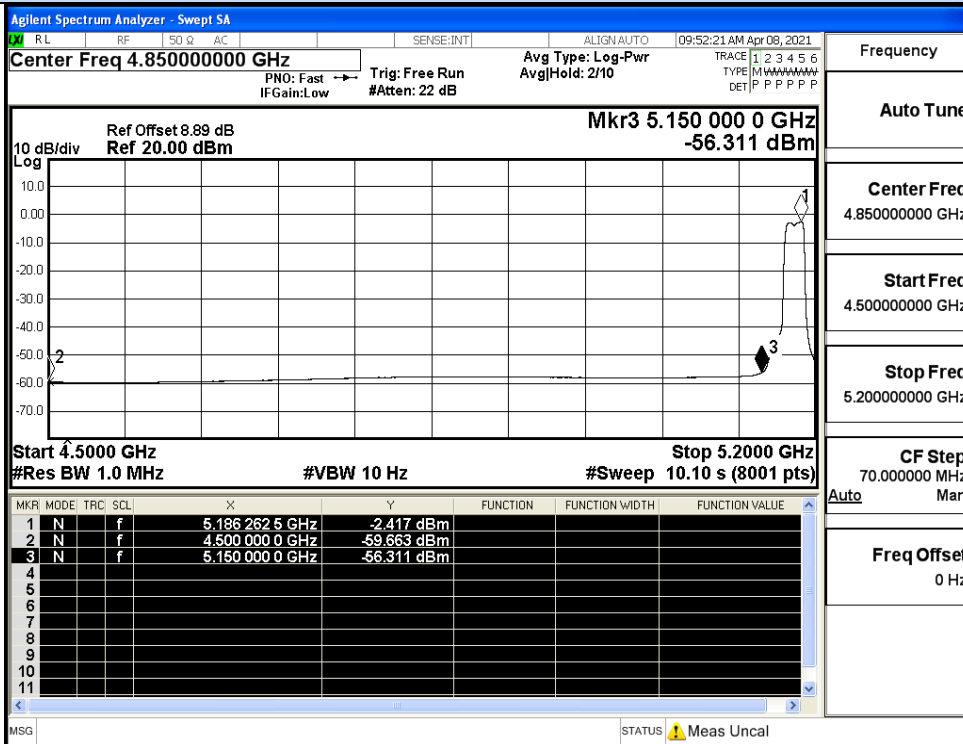 Agilent Spectrum Analyzer - Swept SA
LXI RL RF 50 Ω AC SENSE:INT ALIGN AUTO 09:52:21 AM Apr 08, 2021
Center Freq 4.850000000 GHz
PNO: Fast
IFGain:Low
Trig: Free Run
#Atten: 22 dB
Avg Type: Log-Pwr
Avg|Hold: 2/10
TRACE 1 2 3 4 5 6
TYPE M W W W W W
DET P P P P P P
Ref Offset 8.89 dB
10 dB/div Ref 20.00 dBm
Log
Mkr3 5.150 000 0 GHz
-56.311 dBm
10.0
0.00
-10.0
-20.0
-30.0
-40.0
-50.0
-60.0
-70.0
1
2
3
Start 4.5000 GHz Stop 5.2000 GHz
#Res BW 1.0 MHz #VBW 10 Hz #Sweep 10.10 s (8001 pts)
MKR MODE TRC SCL X Y FUNCTION FUNCTION WIDTH FUNCTION VALUE
1 N f 5.186 262 5 GHz -2.417 dBm
2 N f 4.500 000 0 GHz -59.663 dBm
3 N f 5.150 000 0 GHz -56.311 dBm
4
5
6
7
8
9
10
11
MSG STATUS Meas Uncal
Frequency
Auto Tune
Center Freq
4.850000000 GHz
Start Freq
4.500000000 GHz
Stop Freq
5.200000000 GHz
CF Step
70.000000 MHz
Auto Man
Freq Offset
0 Hz